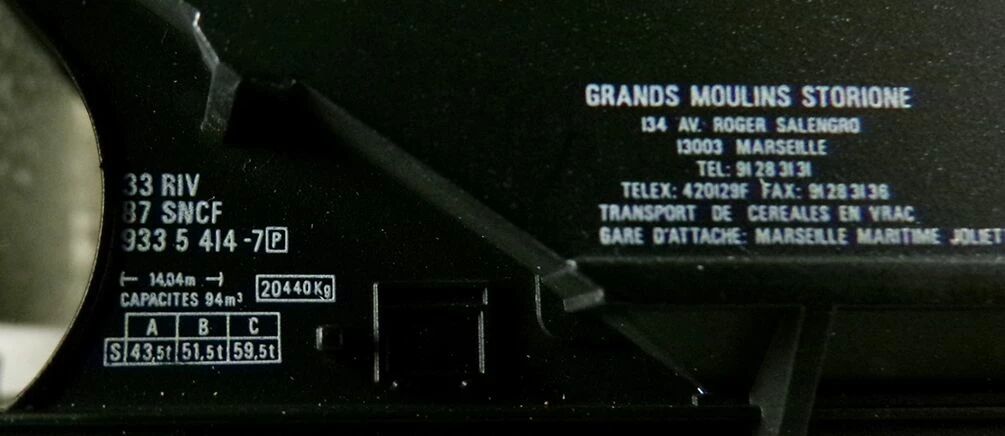 33 RIV
87 SNCF
933 5 414-7 P
14,04m
CAPACITES 94m³
20440Kg
A B C
S 43,5t 51,5t 59,5t
GRANDS MOULINS STORIONE
134 AV. ROGER SALENGRO
13003 MARSEILLE
TEL: 91 28 31 31
TELEX: 420129F FAX: 91 28 31 36
TRANSPORT DE CEREALES EN VRAC
GARE D'ATTACHE: MARSEILLE MARITIME JOLIET